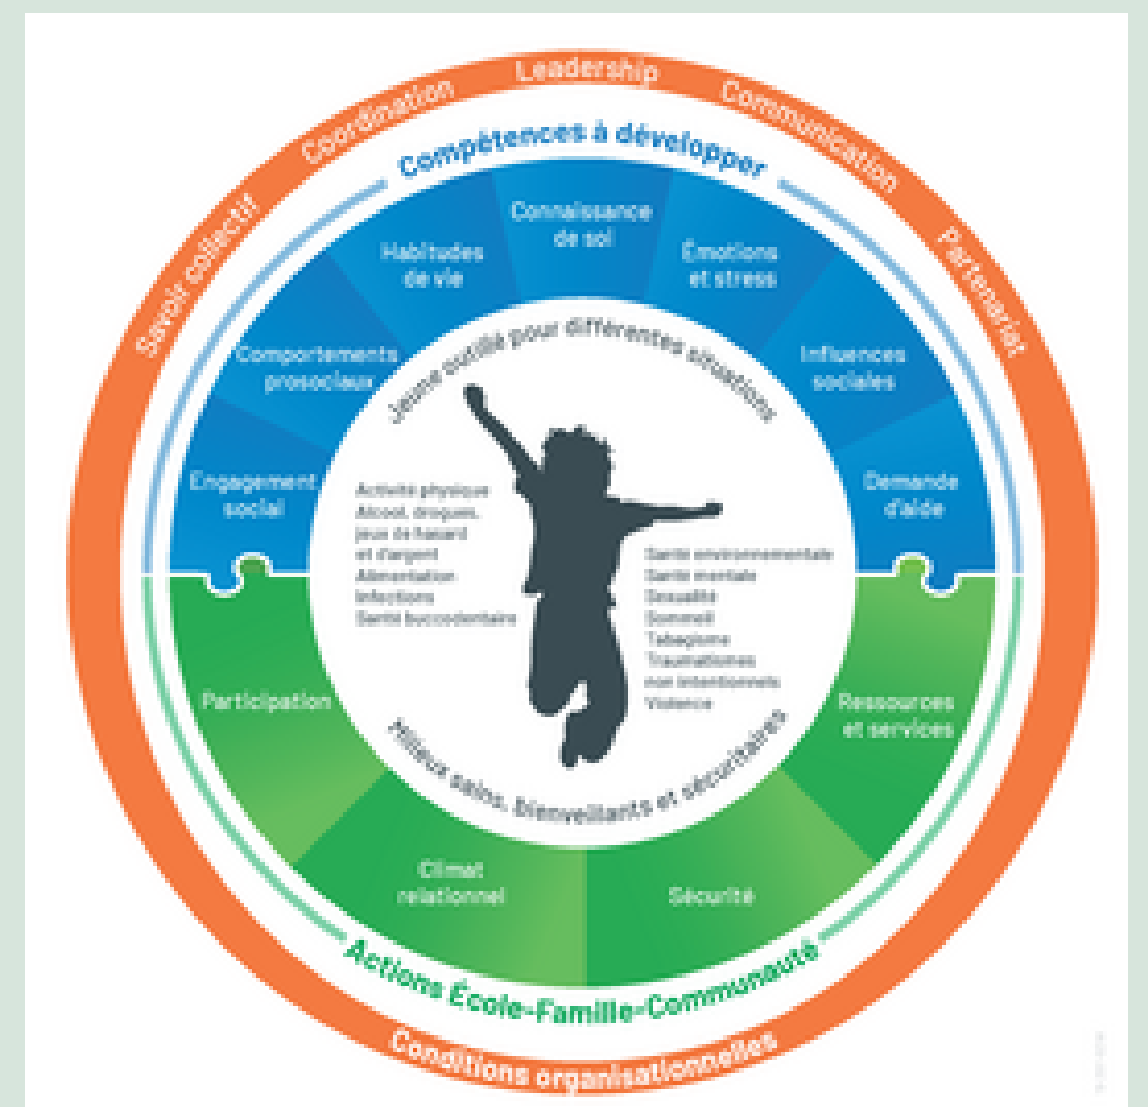 Savoir collectif
Coordination
Leadership
Communication
Partenariat
Compétences à développer
Engagement
social
Comportements
prosociaux
Habitudes
de vie
Connaissance
de soi
Émotions
et stress
Influences
sociales
Demande
d'aide
Jeune outillé pour différentes situations
Activité physique
Alcool, drogues,
jeux de hasard
et d'argent
Alimentation
Infections
Santé buccodentaire
Santé environnementale
Santé mentale
Sexualité
Sommeil
Tabagisme
Traumatismes
non intentionnels
Violence
Milieux sains, bienveillants et sécuritaires
Participation
Climat
relationnel
Sécurité
Ressources
et services
Actions École-Famille-Communauté
Conditions organisationnelles